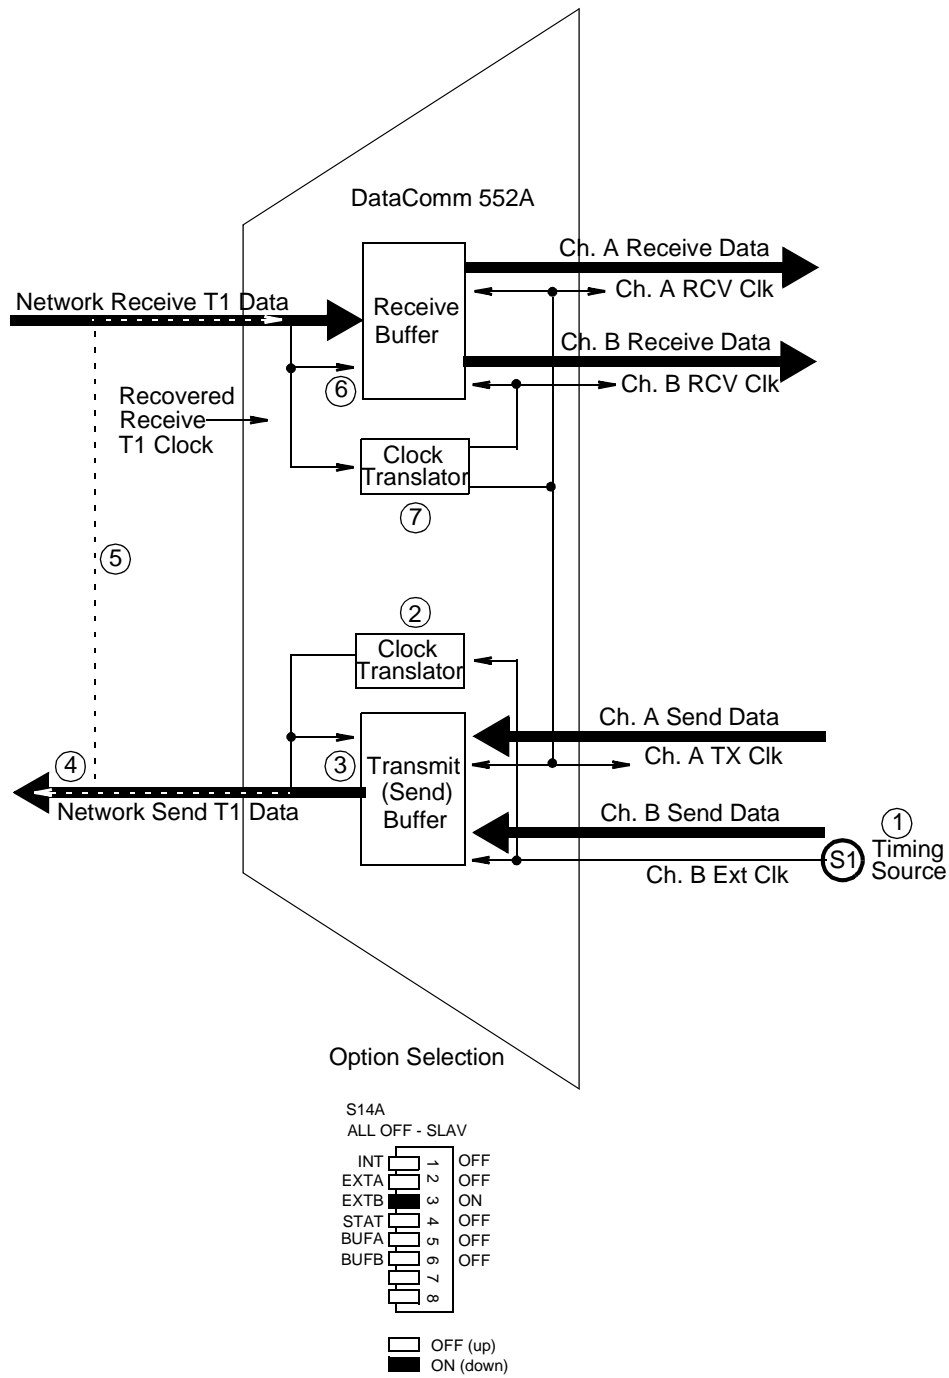 DataComm 552A
Ch. A Receive Data
Network Receive T1 Data
Receive
Buffer
Ch. A RCV Clk
Ch. B Receive Data
6
Ch. B RCV Clk
Recovered
Receive
T1 Clock
Clock
Translator
7
5
2
Clock
Translator
Ch. A Send Data
4
3
Transmit
(Send)
Buffer
Ch. A TX Clk
Network Send T1 Data
Ch. B Send Data
1
S1
Timing
Source
Ch. B Ext Clk
Option Selection
S14A
ALL OFF - SLAV
INT 1 OFF
EXTA 2 OFF
EXTB 3 ON
STAT 4 OFF
BUFA 5 OFF
BUFB 6 OFF
7
8
OFF (up)
ON (down)